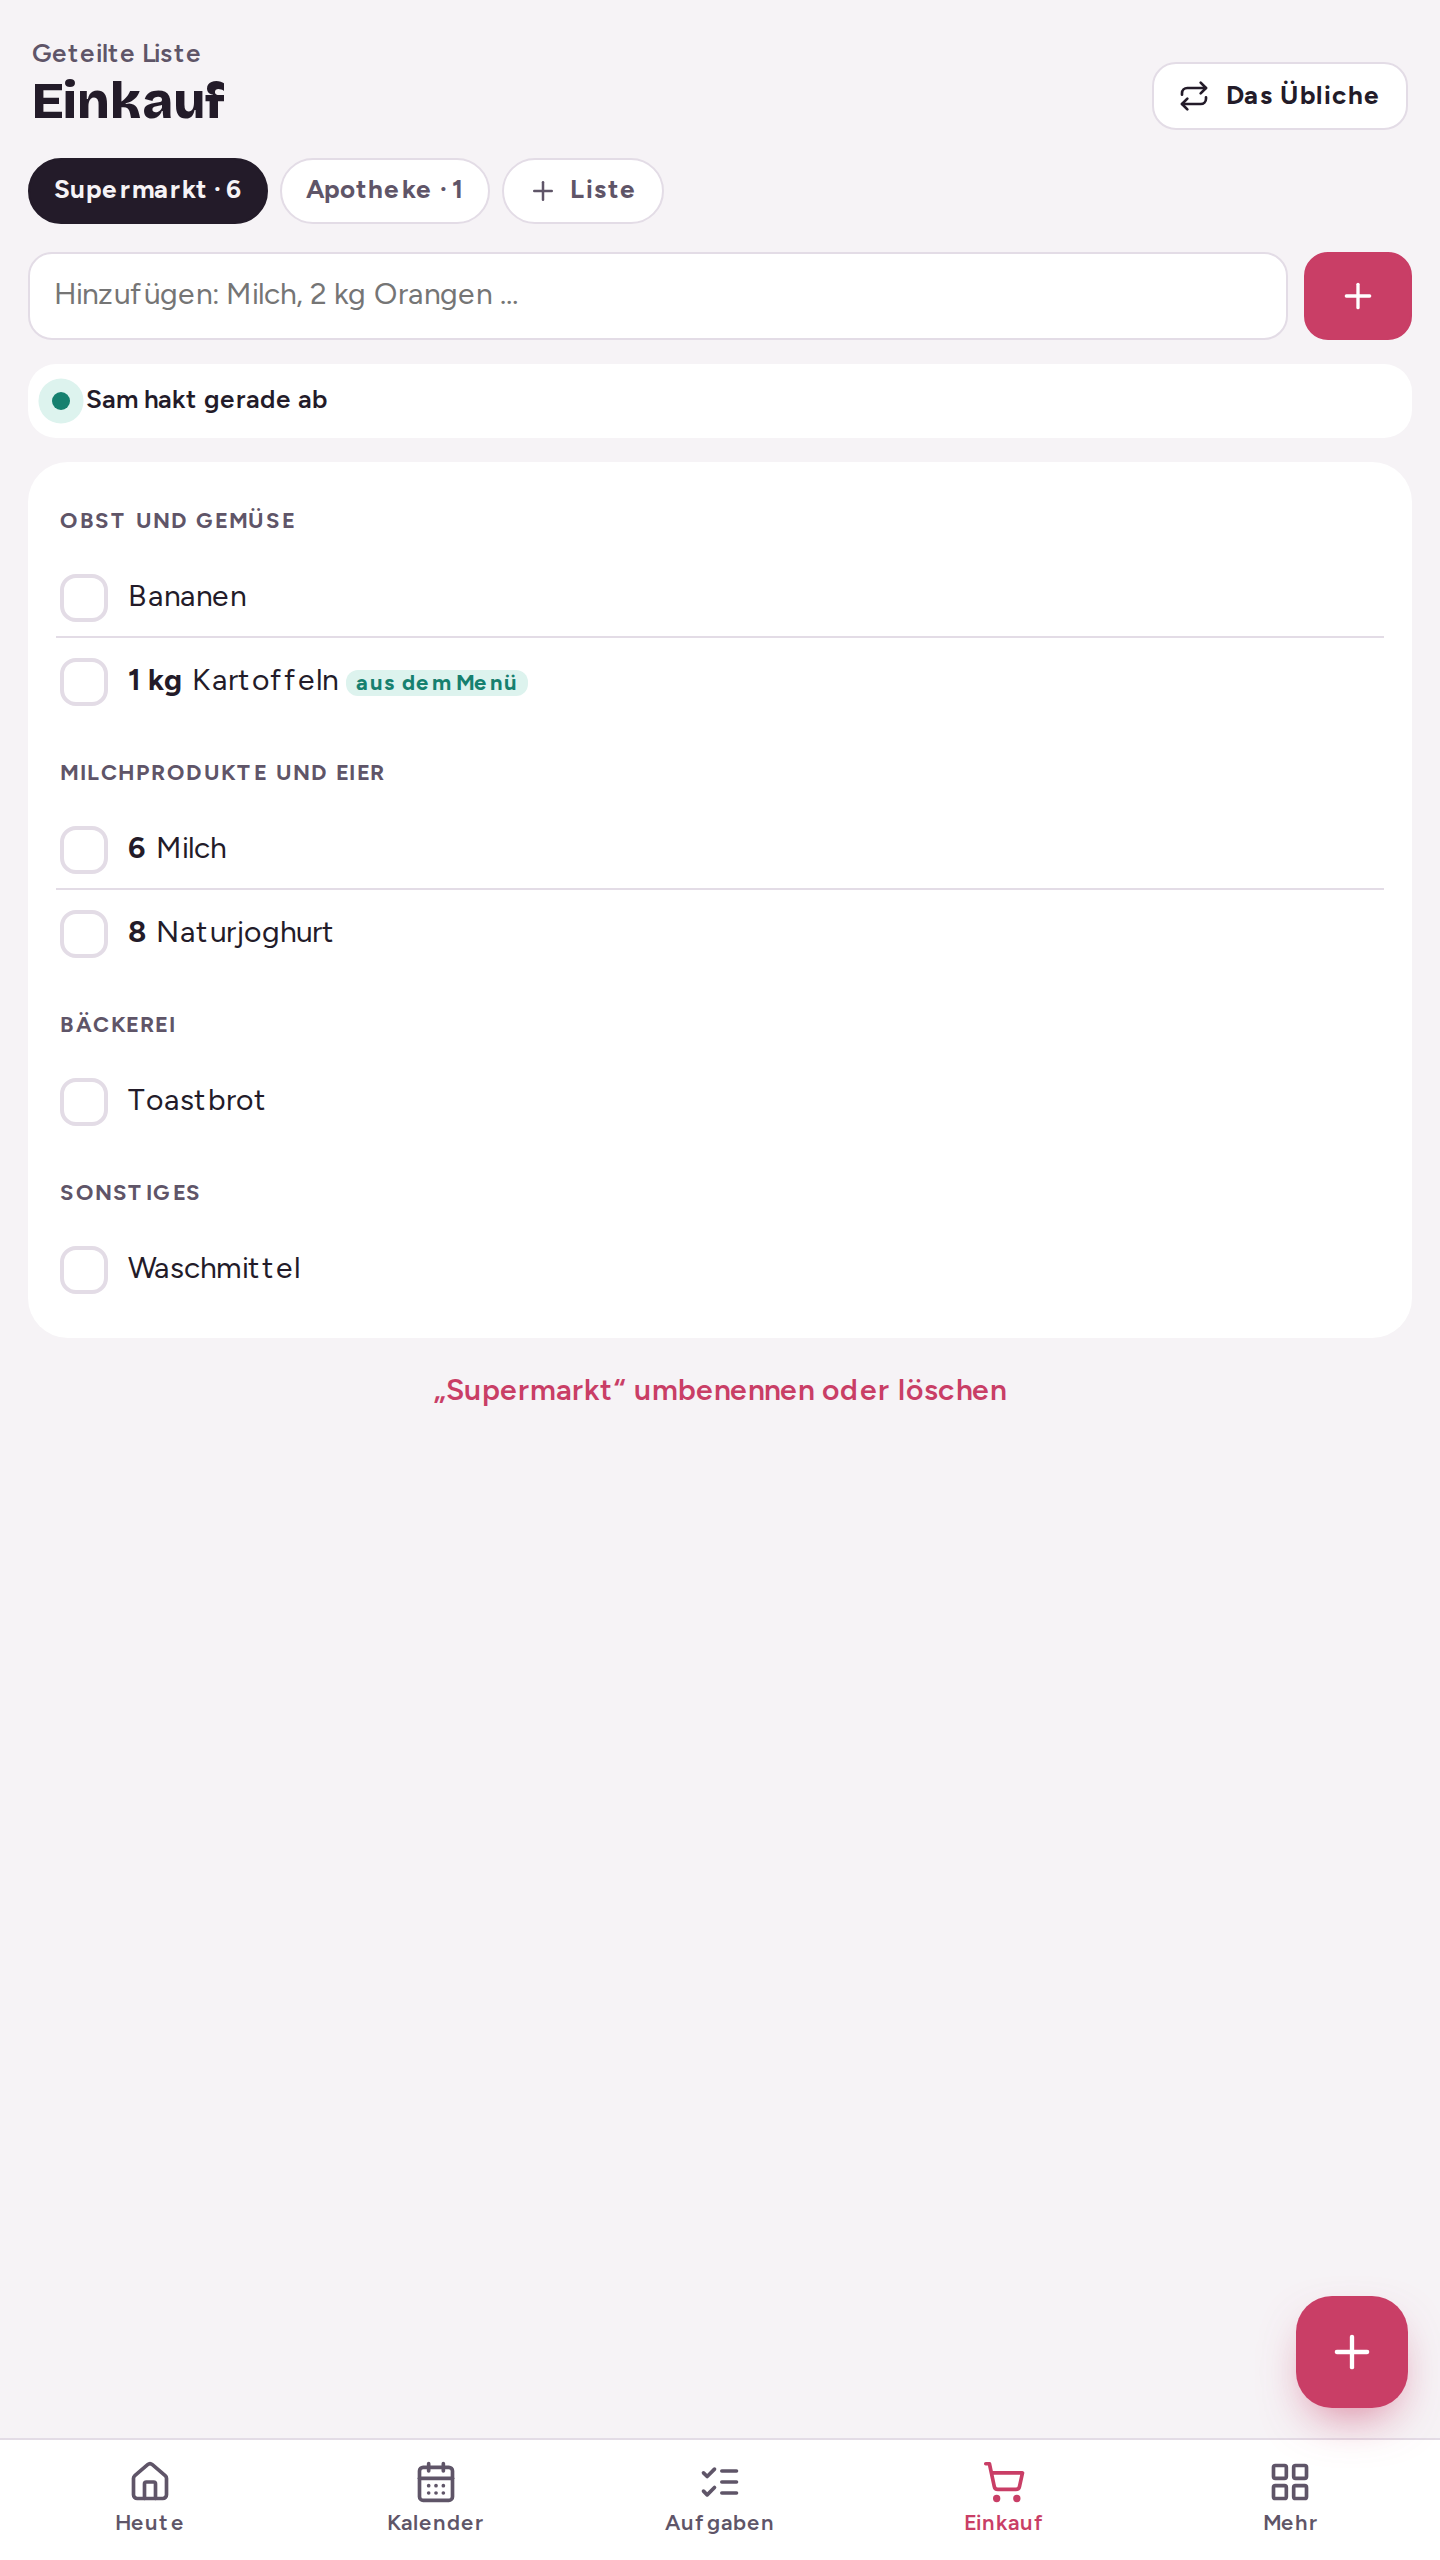 Geteilte Liste
Einkauf
Das Übliche
Supermarkt · 6
Apotheke · 1
Liste
Hinzufügen: Milch, 2 kg Orangen ...
Sam hakt gerade ab
OBST UND GEMÜSE
Bananen
1 kg Kartoffeln aus dem Menü
MILCHPRODUKTE UND EIER
6 Milch
8 Naturjoghurt
BÄCKEREI
Toastbrot
SONSTIGES
Waschmittel
„Supermarkt“ umbenennen oder löschen
Heute
Kalender
Aufgaben
Einkauf
Mehr